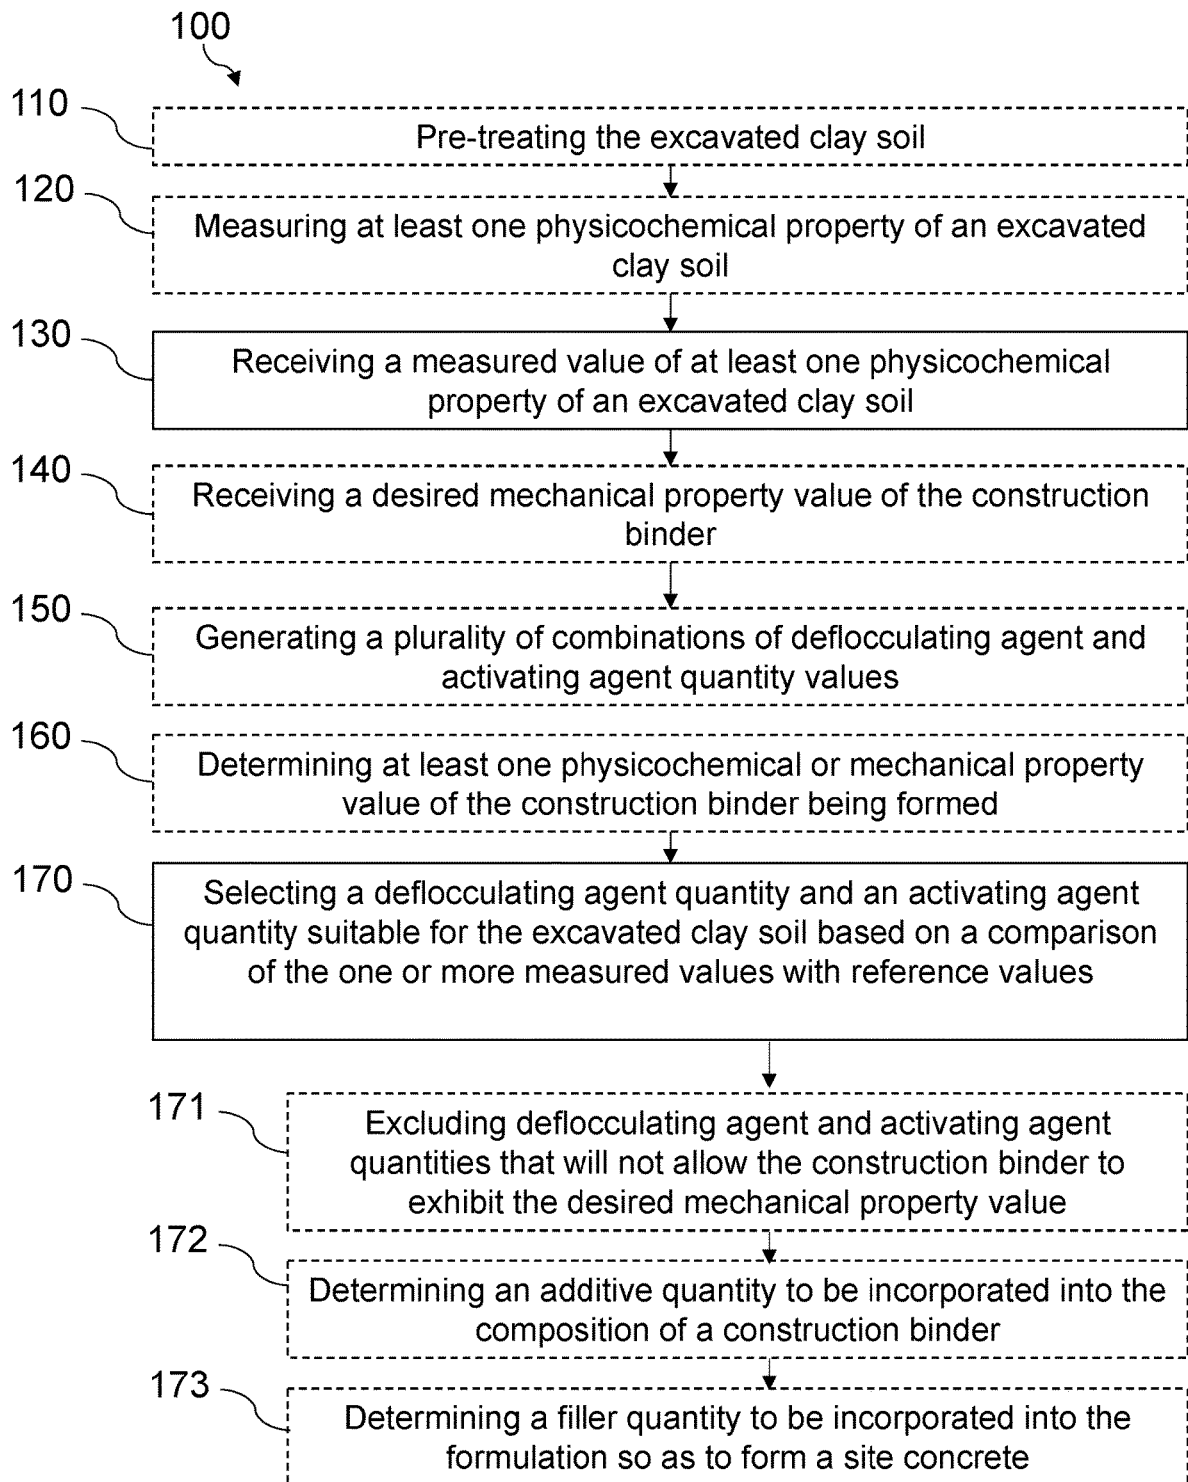 100
110
Pre-treating the excavated clay soil
120
Measuring at least one physicochemical property of an excavated
clay soil
130
Receiving a measured value of at least one physicochemical
property of an excavated clay soil
140
Receiving a desired mechanical property value of the construction
binder
150
Generating a plurality of combinations of deflocculating agent and
activating agent quantity values
160
Determining at least one physicochemical or mechanical property
value of the construction binder being formed
170
Selecting a deflocculating agent quantity and an activating agent
quantity suitable for the excavated clay soil based on a comparison
of the one or more measured values with reference values
171
Excluding deflocculating agent and activating agent
quantities that will not allow the construction binder to
exhibit the desired mechanical property value
172
Determining an additive quantity to be incorporated into the
composition of a construction binder
173
Determining a filler quantity to be incorporated into the
formulation so as to form a site concrete